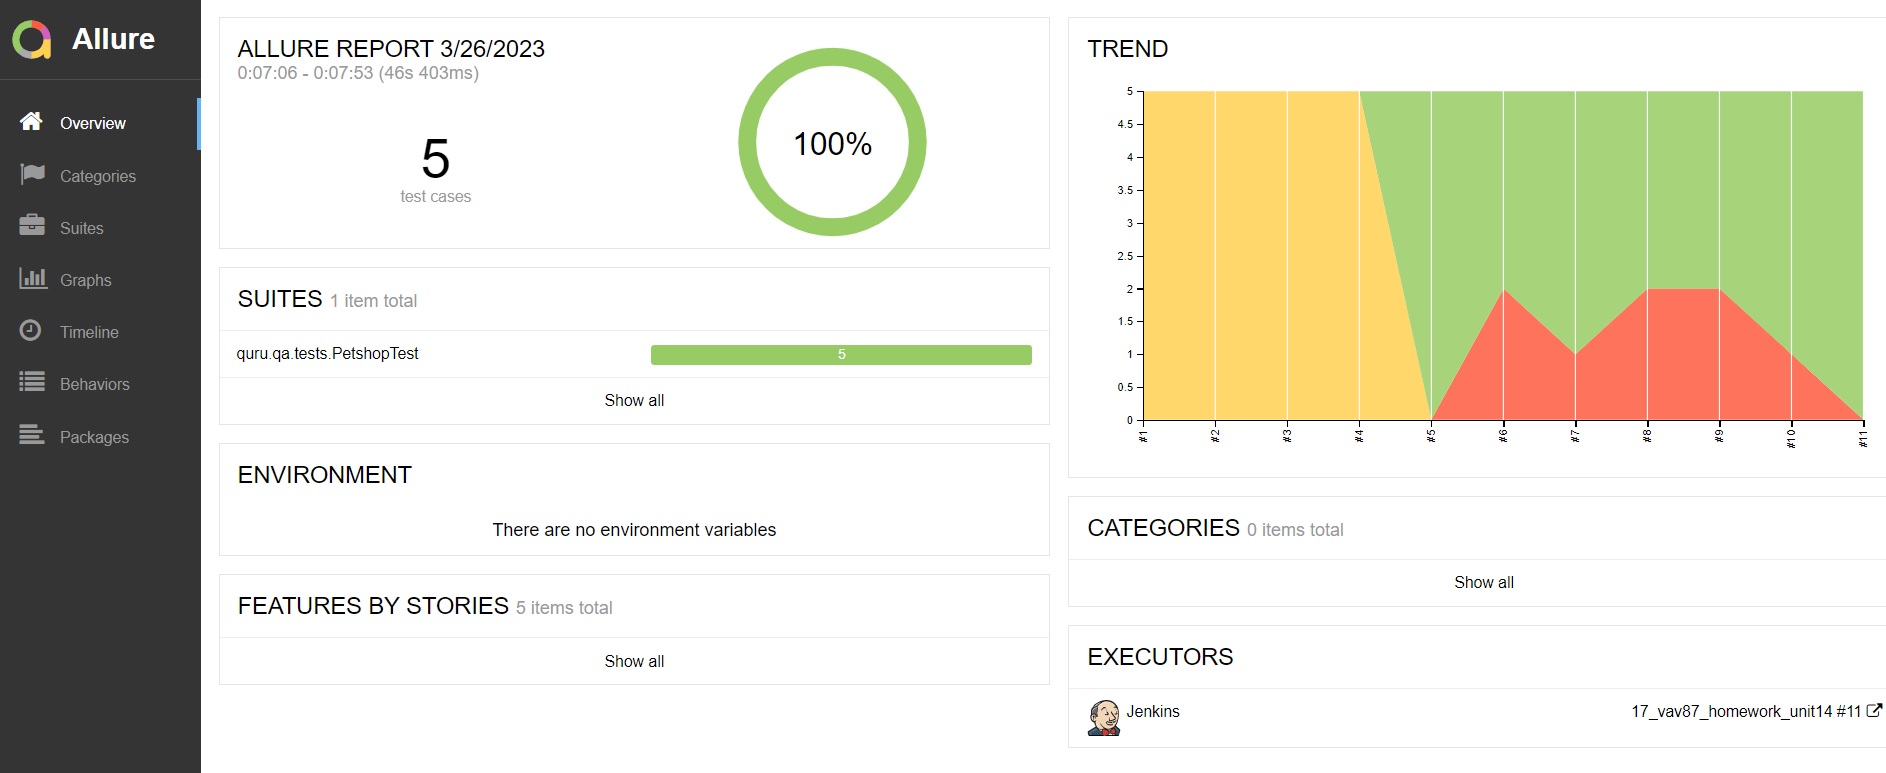 Allure
Overview
Categories
Suites
Graphs
Timeline
Behaviors
Packages
ALLURE REPORT 3/26/2023
0:07:06 - 0:07:53 (46s 403ms)
5
test cases
100%
SUITES 1 item total
quru.qa.tests.PetshopTest 5
Show all
ENVIRONMENT
There are no environment variables
FEATURES BY STORIES 5 items total
Show all
TREND
5
4.5
4
3.5
3
2.5
2
1.5
1
0.5
0
#1 #2 #3 #4 #5 #6 #7 #8 #9 #10 #11
CATEGORIES 0 items total
Show all
EXECUTORS
Jenkins 17_vav87_homework_unit14 #11